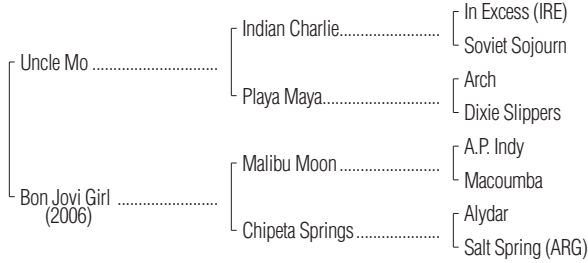 In Excess (IRE)
Indian Charlie
Soviet Sojourn
Uncle Mo
Arch
Playa Maya
Dixie Slippers
A.P. Indy
Malibu Moon
Macoumba
Bon Jovi Girl
(2006)
Alydar
Chipeta Springs
Salt Spring (ARG)